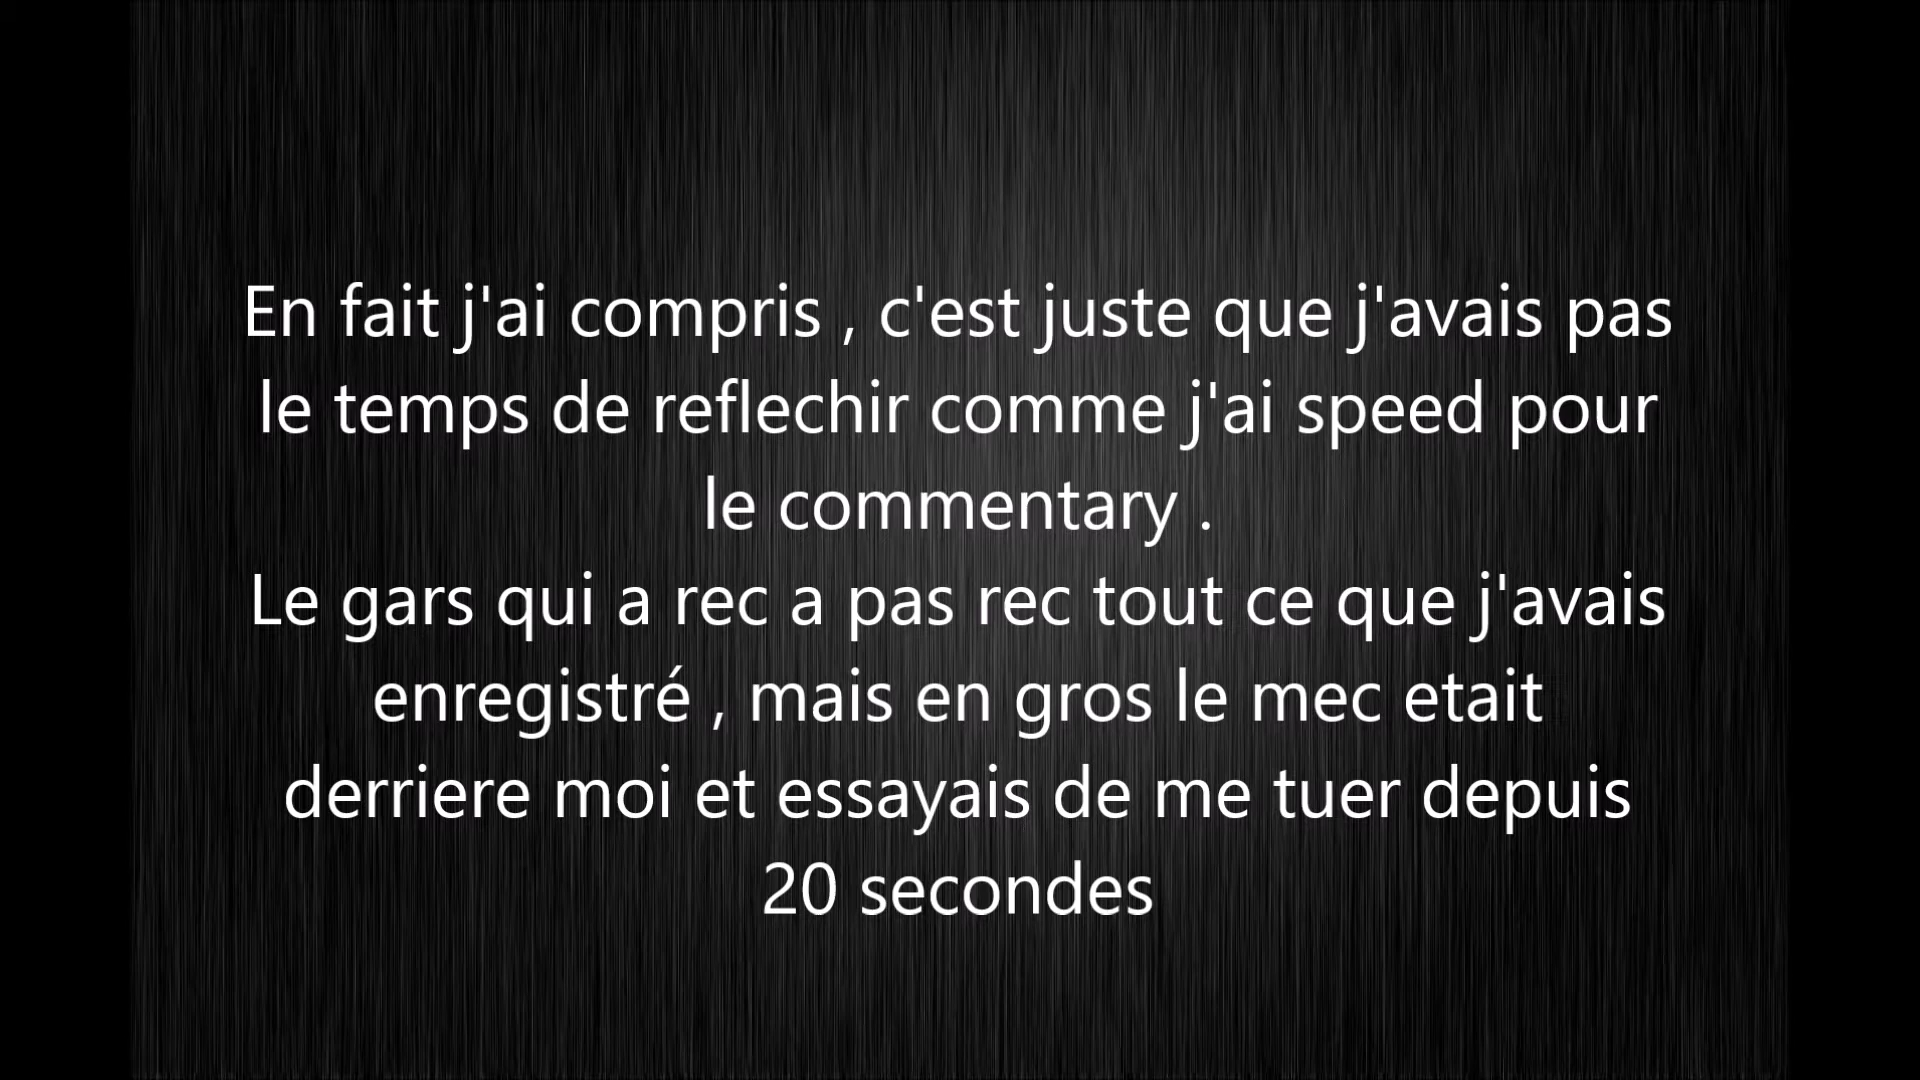 En fait j'ai compris , c'est juste que j'avais pas
le temps de reflechir comme j'ai speed pour
le commentary .
Le gars qui a rec a pas rec tout ce que j'avais
enregistré , mais en gros le mec etait
derriere moi et essayais de me tuer depuis
20 secondes